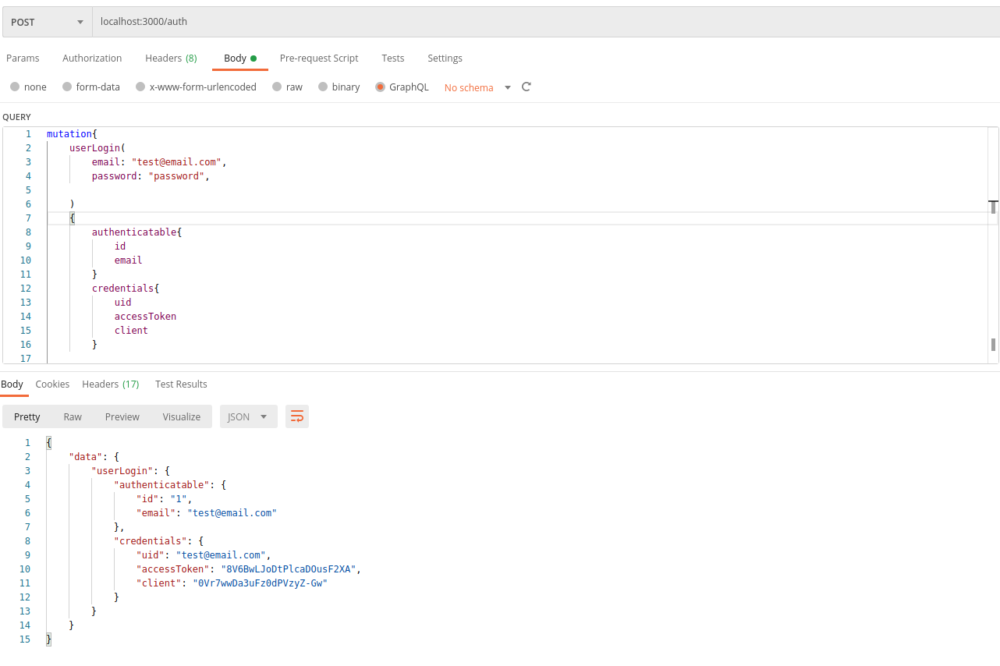 POST localhost:3000/auth
Params Authorization Headers (8) Body Pre-request Script Tests Settings
none form-data x-www-form-urlencoded raw binary GraphQL No schema
QUERY
1 mutation{
2 userLogin(
3 email: "test@email.com",
4 password: "password",
5
6 )
7 {
8 authenticatable{
9 id
10 email
11 }
12 credentials{
13 uid
14 accessToken
15 client
16 }
17
Body Cookies Headers (17) Test Results
Pretty Raw Preview Visualize JSON
1 {
2 "data": {
3 "userLogin": {
4 "authenticatable": {
5 "id": "1",
6 "email": "test@email.com"
7 },
8 "credentials": {
9 "uid": "test@email.com",
10 "accessToken": "8V6BwLJoDtPlcaDOusF2XA",
11 "client": "0Vr7wwDa3uFz0dPVzyZ-Gw"
12 }
13 }
14 }
15 }